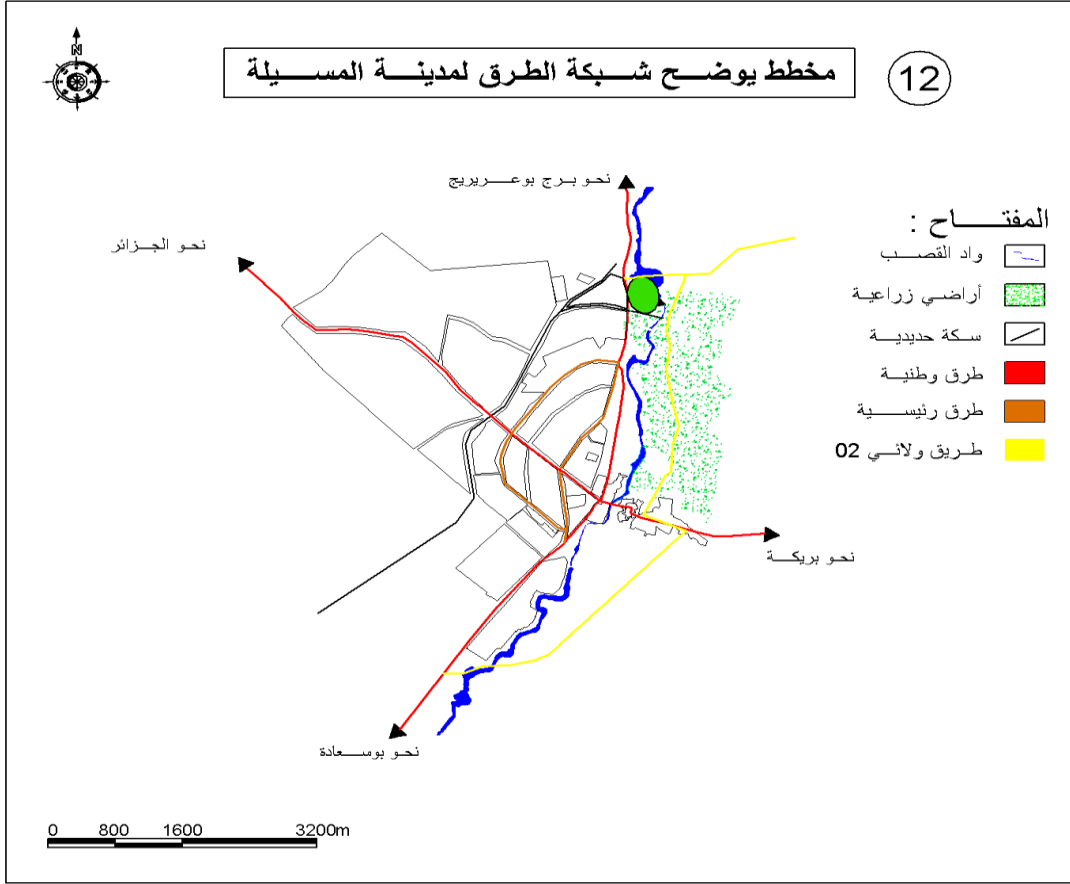 N
مخطط يوضح شبكة الطرق لمدينة المسيلة
12
نحو برج بوعريريج
نحو الجزائر
المفتاح :
واد القصب
أراضي زراعية
سكة حديدية
طرق وطنية
طرق رئيسية
طريق ولائي 02
نحو بريكة
نحو بوسعادة
0 800 1600 3200m